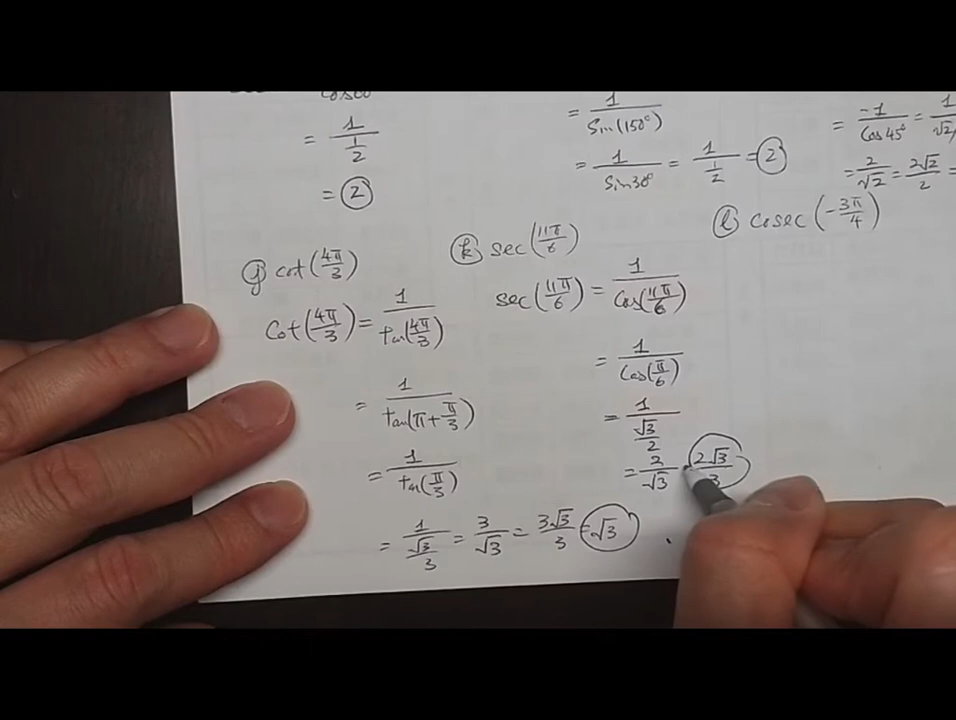 = 1/(1/2)
= 2
= 1/Sin(150°)
= 1/Sin30° = 1/(1/2) = 2
= -1/Cos45° = 1
= 2/√2 = 2√2/2 =
(j) cot(4π/3)
Cot(4π/3) = 1/tan(4π/3)
= 1/tan(π+π/3)
= 1/tan(π/3)
= 1/(√3/3) = 3/√3 = 3√3/3 = √3
(k) sec(11π/6)
sec(11π/6) = 1/Cos(11π/6)
= 1/Cos(π/6)
= 1/(√3/2)
= 2/√3 2√3/3
(l) cosec(-3π/4)